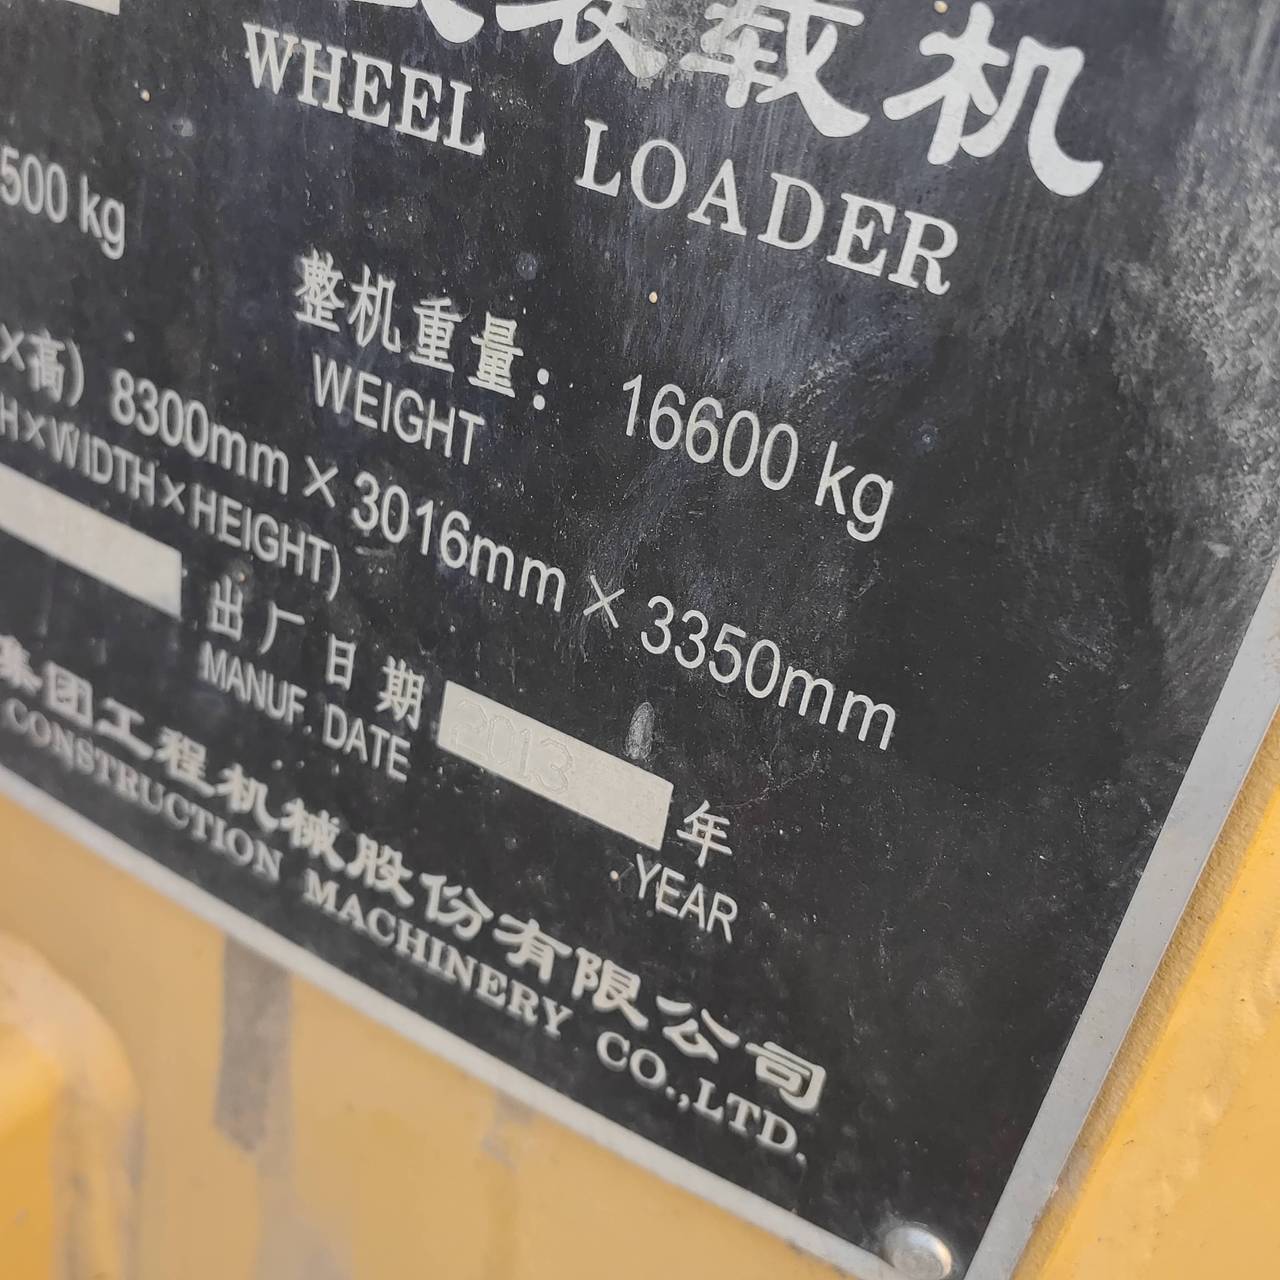 装载机
WHEEL LOADER
500 kg
整机重量： 16600 kg
WEIGHT
×高） 8300mm × 3016mm × 3350mm
H×WIDTH×HEIGHT)
出厂日期 2013 年
MANUF. DATE YEAR
集团工程机械股份有限公司
CONSTRUCTION MACHINERY CO.,LTD.